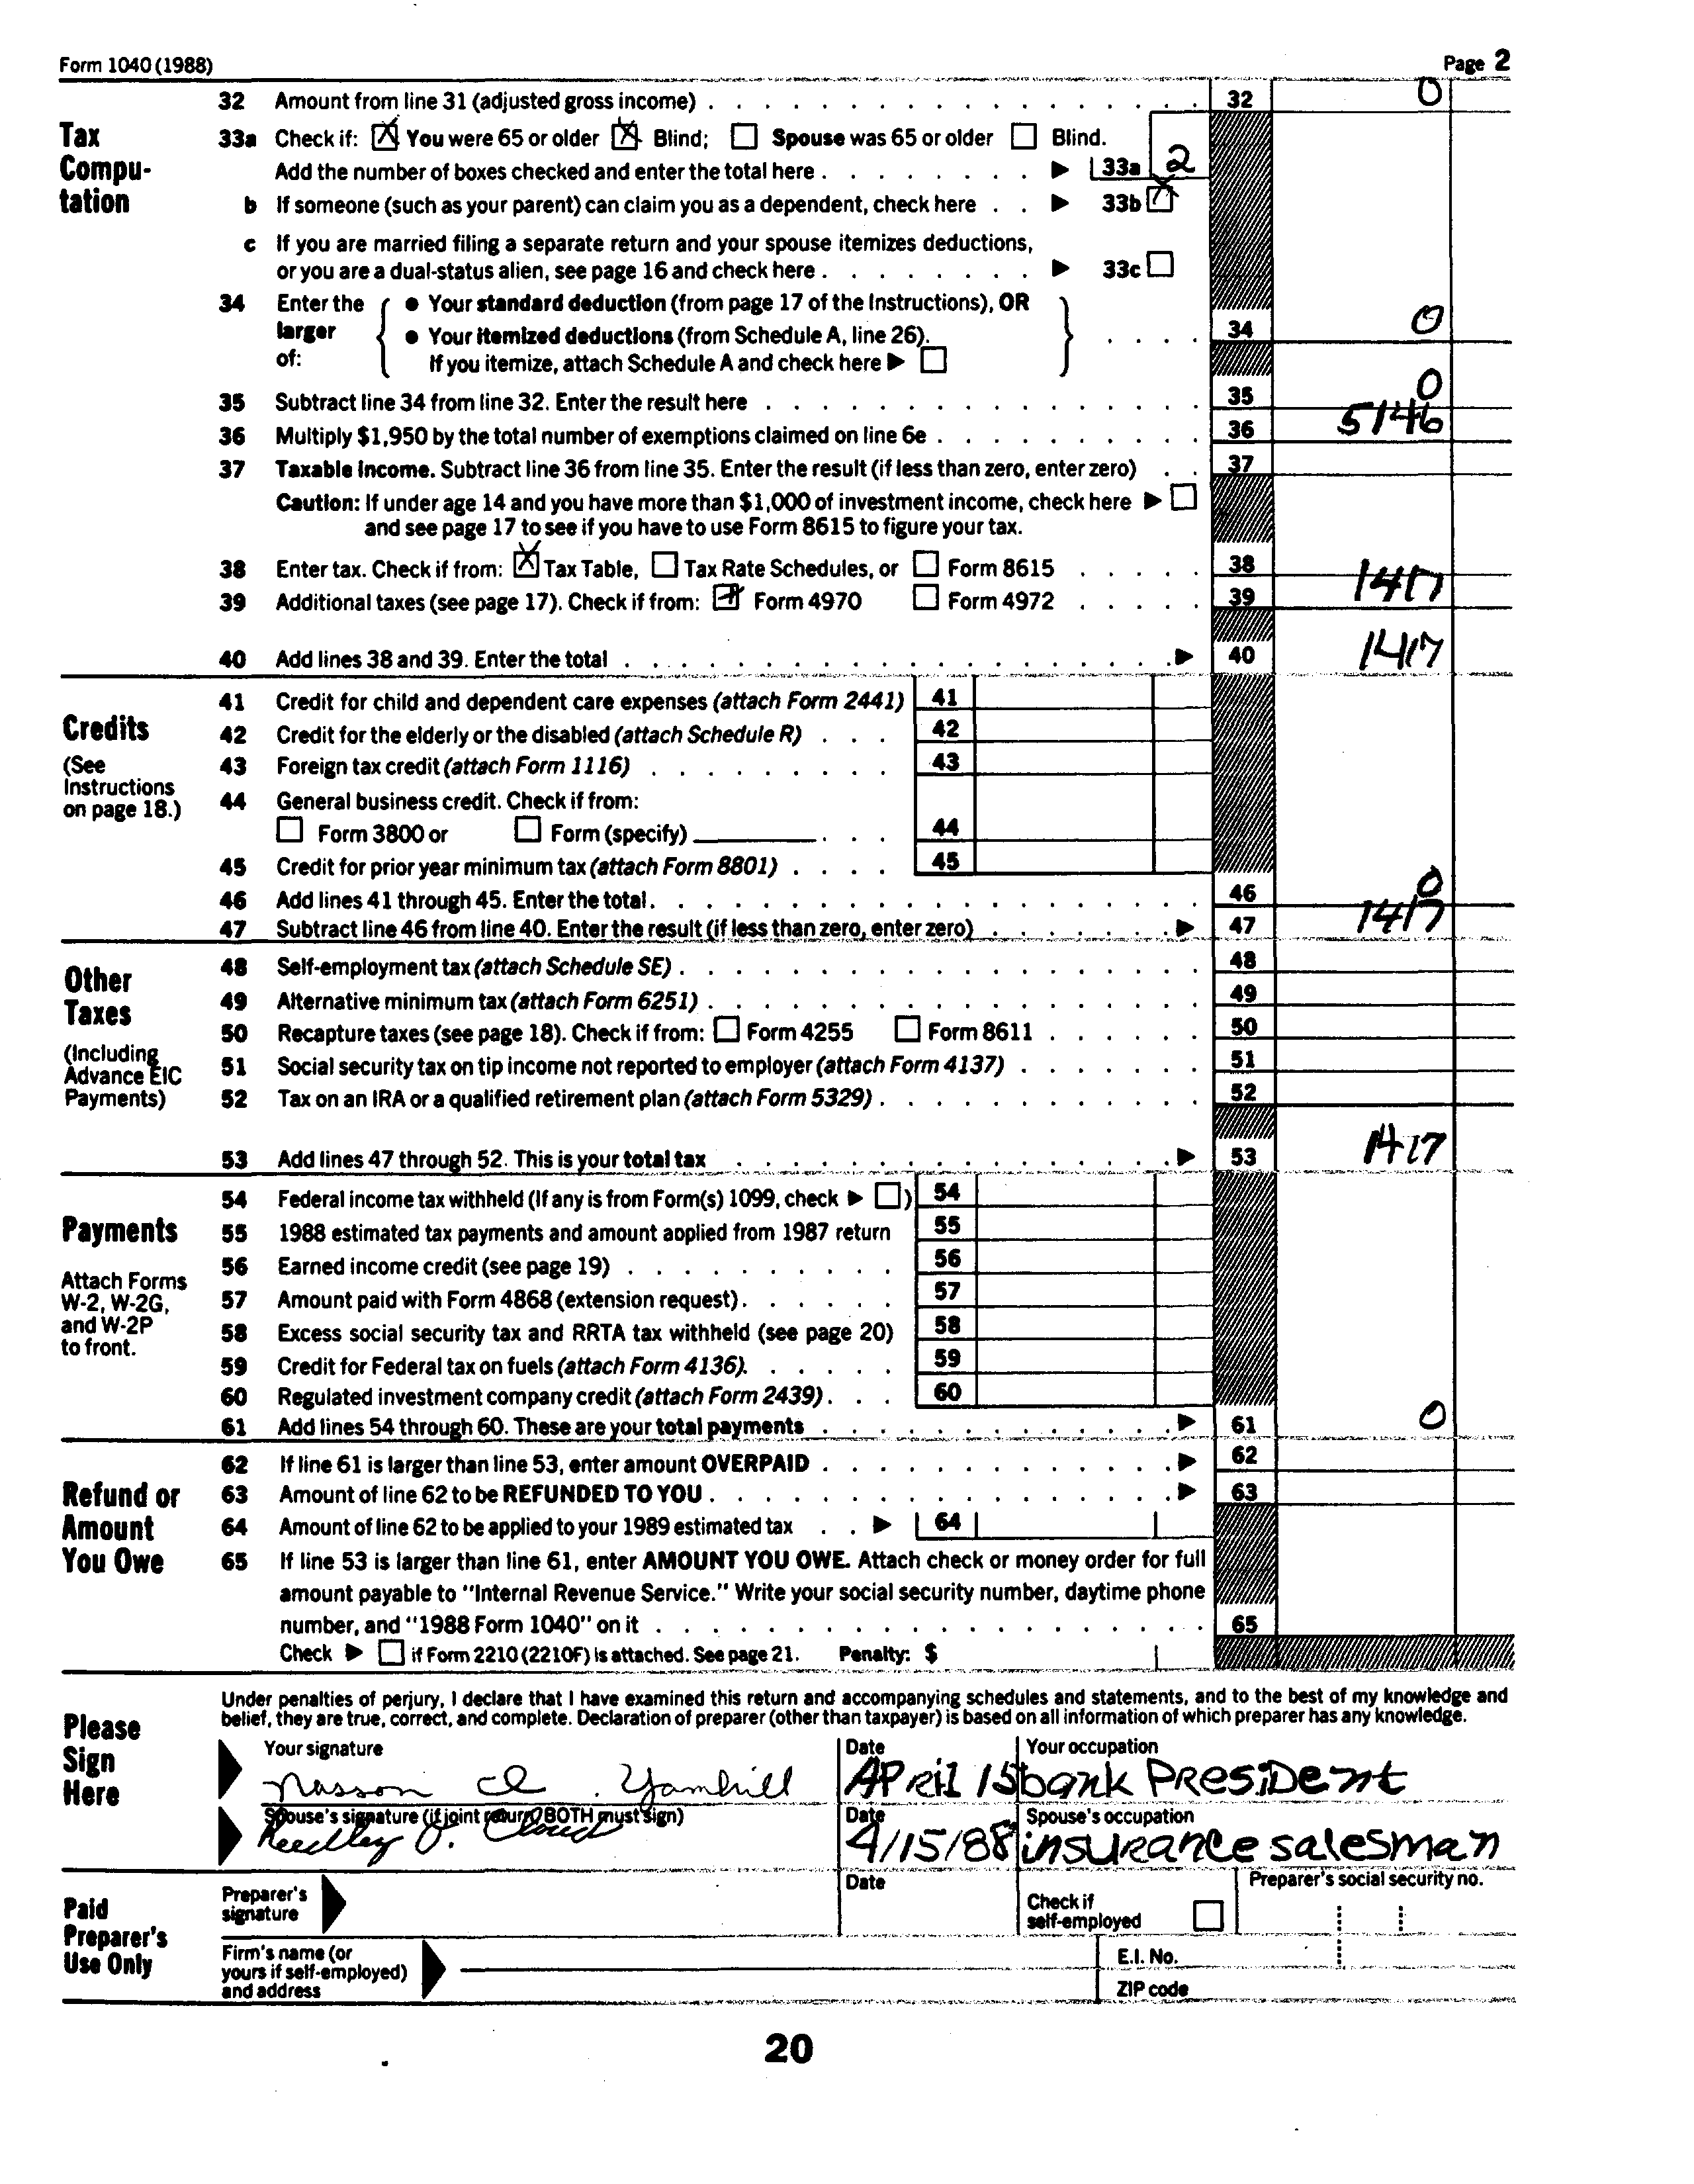 Form 1040 (1988) Page 2
32 Amount from line 31 (adjusted gross income) 32 0
Tax Computation
33a Check if: X You were 65 or older X Blind; Spouse was 65 or older Blind.
Add the number of boxes checked and enter the total here 33a 2
b If someone (such as your parent) can claim you as a dependent, check here 33b X
c If you are married filing a separate return and your spouse itemizes deductions,
or you are a dual-status alien, see page 16 and check here 33c
34 Enter the larger of:
● Your standard deduction (from page 17 of the Instructions), OR
● Your itemized deductions (from Schedule A, line 26).
If you itemize, attach Schedule A and check here
34 0
35 Subtract line 34 from line 32. Enter the result here 35 0
36 Multiply $1,950 by the total number of exemptions claimed on line 6e 36 5146
37 Taxable income. Subtract line 36 from line 35. Enter the result (if less than zero, enter zero) 37
Caution: If under age 14 and you have more than $1,000 of investment income, check here
and see page 17 to see if you have to use Form 8615 to figure your tax.
38 Enter tax. Check if from: X Tax Table, Tax Rate Schedules, or Form 8615 38
39 Additional taxes (see page 17). Check if from: X Form 4970 Form 4972 39 1417
40 Add lines 38 and 39. Enter the total 40 1417
Credits
(See Instructions on page 18.)
41 Credit for child and dependent care expenses (attach Form 2441) 41
42 Credit for the elderly or the disabled (attach Schedule R) 42
43 Foreign tax credit (attach Form 1116) 43
44 General business credit. Check if from:
Form 3800 or Form (specify) 44
45 Credit for prior year minimum tax (attach Form 8801) 45
46 Add lines 41 through 45. Enter the total 46 0
47 Subtract line 46 from line 40. Enter the result (if less than zero, enter zero) 47 1417
Other Taxes
(Including Advance EIC Payments)
48 Self-employment tax (attach Schedule SE) 48
49 Alternative minimum tax (attach Form 6251) 49
50 Recapture taxes (see page 18). Check if from: Form 4255 Form 8611 50
51 Social security tax on tip income not reported to employer (attach Form 4137) 51
52 Tax on an IRA or a qualified retirement plan (attach Form 5329) 52
53 Add lines 47 through 52. This is your total tax 53 1417
Payments
Attach Forms W-2, W-2G, and W-2P to front.
54 Federal income tax withheld (If any is from Form(s) 1099, check ) 54
55 1988 estimated tax payments and amount applied from 1987 return 55
56 Earned income credit (see page 19) 56
57 Amount paid with Form 4868 (extension request) 57
58 Excess social security tax and RRTA tax withheld (see page 20) 58
59 Credit for Federal tax on fuels (attach Form 4136) 59
60 Regulated investment company credit (attach Form 2439) 60
61 Add lines 54 through 60. These are your total payments 61 0
Refund or Amount You Owe
62 If line 61 is larger than line 53, enter amount OVERPAID 62
63 Amount of line 62 to be REFUNDED TO YOU 63
64 Amount of line 62 to be applied to your 1989 estimated tax 64
65 If line 53 is larger than line 61, enter AMOUNT YOU OWE. Attach check or money order for full
amount payable to "Internal Revenue Service." Write your social security number, daytime phone
number, and "1988 Form 1040" on it 65
Check if Form 2210 (2210F) is attached. See page 21. Penalty: $
Please Sign Here
Under penalties of perjury, I declare that I have examined this return and accompanying schedules and statements, and to the best of my knowledge and
belief, they are true, correct, and complete. Declaration of preparer (other than taxpayer) is based on all information of which preparer has any knowledge.
Your signature Date Your occupation
Nasson Yamhill APRil 15 bank PResiDent
Spouse's signature (if joint return, BOTH must sign) Date Spouse's occupation
Reedley J. Cloud 4/15/88 insurance salesman
Paid Preparer's Use Only
Preparer's signature Date Check if self-employed Preparer's social security no.
Firm's name (or yours if self-employed) and address E.I. No.
ZIP code
20